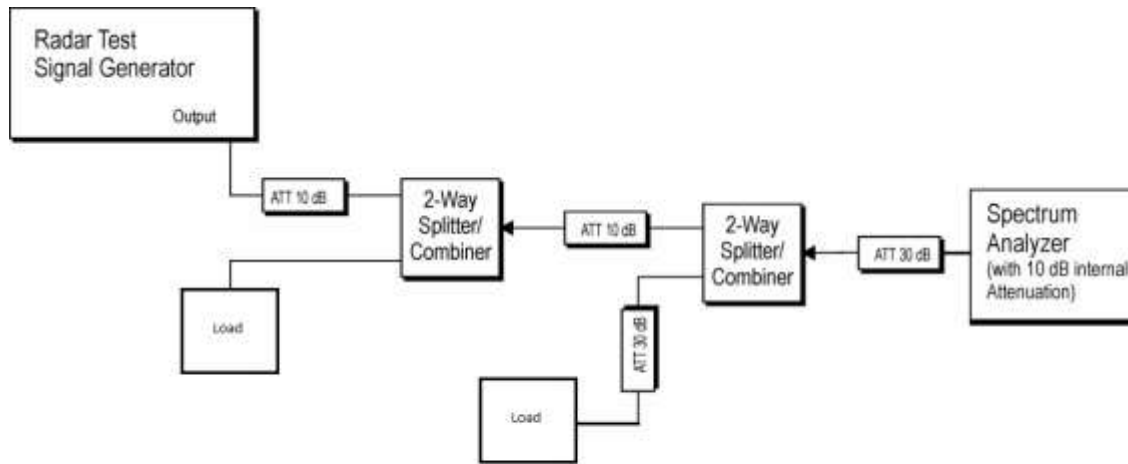 Radar Test
Signal Generator
Output
ATT 10 dB
2-Way
Splitter/
Combiner
ATT 10 dB
2-Way
Splitter/
Combiner
ATT 30 dB
Spectrum
Analyzer
(with 10 dB internal
Attenuation)
Load
ATT 30 dB
Load